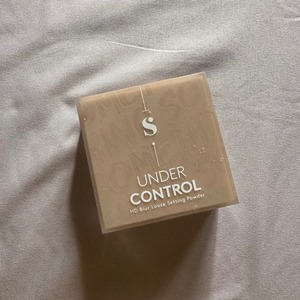 S
UNDER
CONTROL
HD Blur Loose Setting Powder